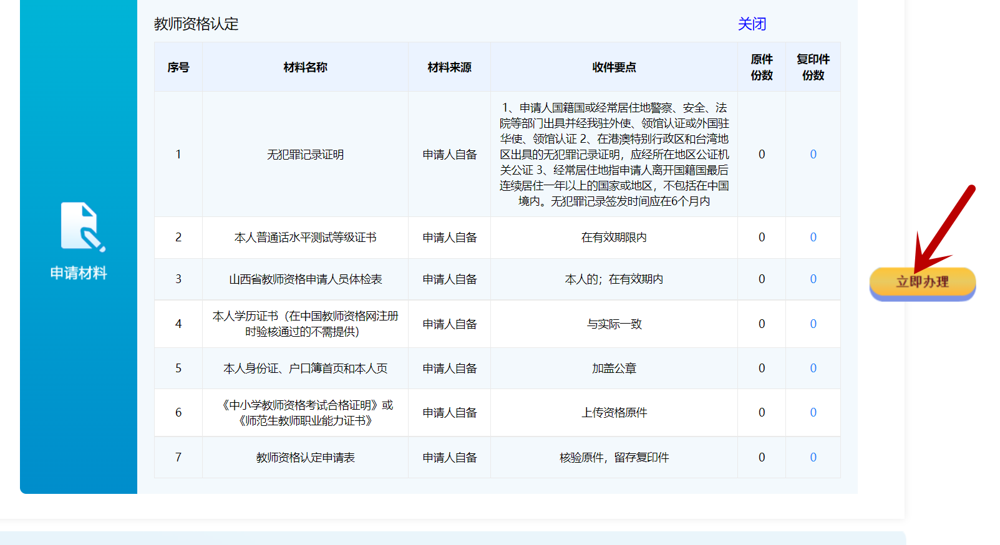 教师资格认定
关闭
序号
材料名称
材料来源
收件要点
原件
份数
复印件
份数
1
无犯罪记录证明
申请人自备
1、申请人国籍国或经常居住地警察、安全、法
院等部门出具并经我驻外使、领馆认证或外国驻
华使、领馆认证 2、在港澳特别行政区和台湾地
区出具的无犯罪记录证明，应经所在地区公证机
关公证 3、经常居住地指申请人离开国籍国最后
连续居住一年以上的国家或地区，不包括在中国
境内。无犯罪记录签发时间应在6个月内
0
0
2
本人普通话水平测试等级证书
申请人自备
在有效期限内
0
0
3
山西省教师资格申请人员体检表
申请人自备
本人的；在有效期内
0
0
4
本人学历证书（在中国教师资格网注册
时验核通过的不需提供）
申请人自备
与实际一致
0
0
5
本人身份证、户口簿首页和本人页
申请人自备
加盖公章
0
0
6
《中小学教师资格考试合格证明》或
《师范生教师职业能力证书》
申请人自备
上传资格原件
0
0
7
教师资格认定申请表
申请人自备
核验原件，留存复印件
0
0
申请材料
立即办理